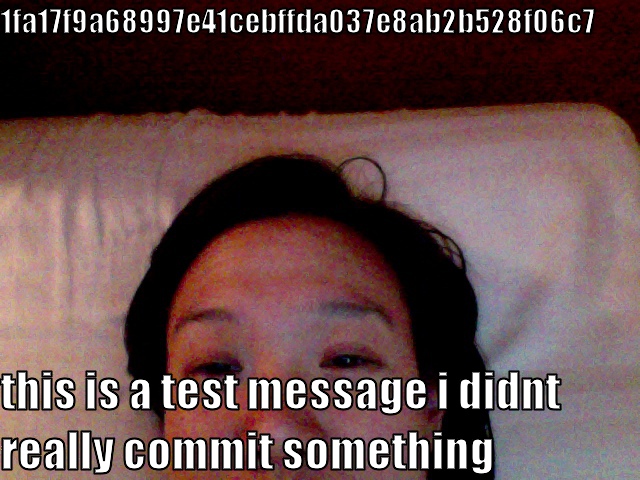 1fa17f9a68997e41cebffda037e8ab2b528f06c7
this is a test message i didnt
really commit something